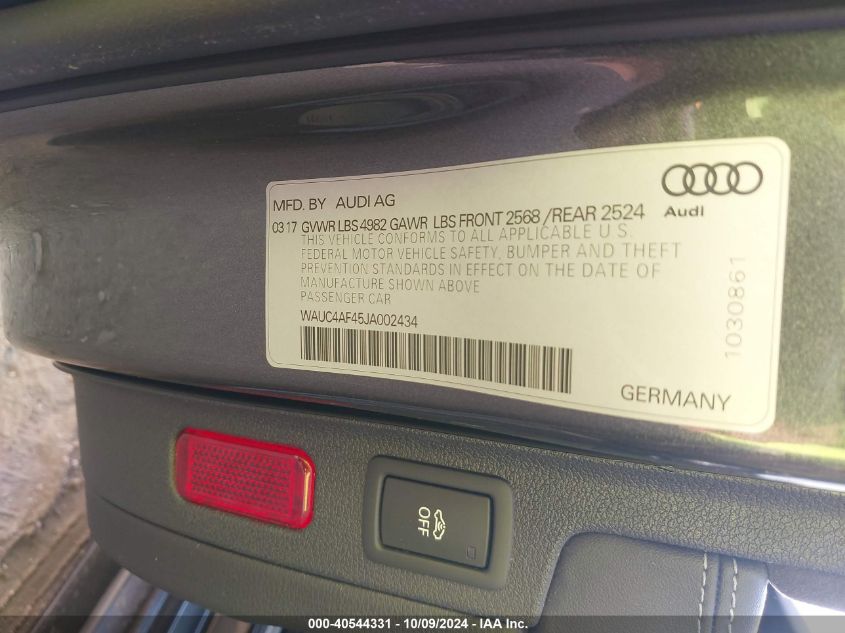 MFD. BY AUDI AG
Audi
03 17 GVWR LBS 4982 GAWR LBS FRONT 2568 /REAR 2524
THIS VEHICLE CONFORMS TO ALL APPLICABLE U S.
FEDERAL MOTOR VEHICLE SAFETY, BUMPER AND THEFT
PREVENTION STANDARDS IN EFFECT ON THE DATE OF
MANUFACTURE SHOWN ABOVE
PASSENGER CAR
WAUC4AF45JA002434
1030861
GERMANY
OFF
000-40544331 - 10/09/2024 - IAA Inc.